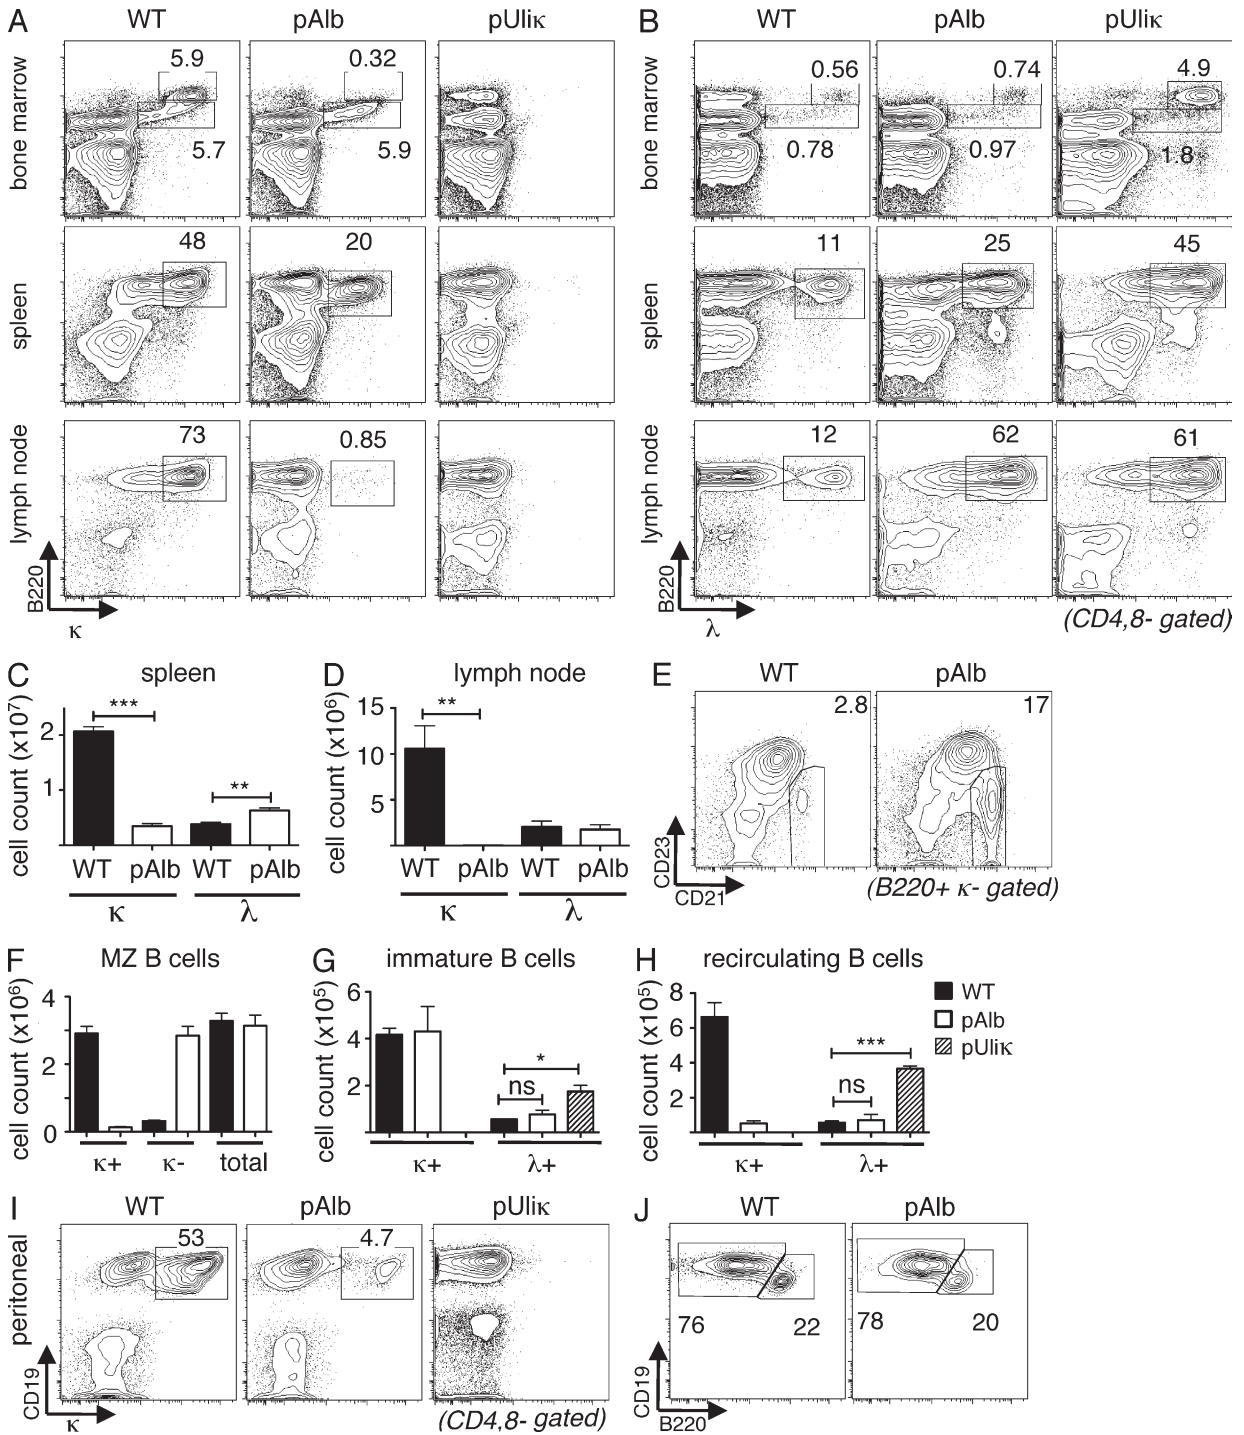 A WT pAlb pUliκ
bone marrow
5.9 0.32
5.7 5.9
spleen
48 20
lymph node
73 0.85
B220
κ
B WT pAlb pUliκ
bone marrow
0.56 0.74 4.9
0.78 0.97 1.8
spleen
11 25 45
lymph node
12 62 61
B220
λ
(CD4,8- gated)
C spleen
cell count (x10⁷)
2
1
*** **
WT pAlb WT pAlb
κ λ
D lymph node
cell count (x10⁶)
15
10
5
**
WT pAlb WT pAlb
κ λ
E WT pAlb
2.8 17
CD23
CD21
(B220+ κ- gated)
F MZ B cells
cell count (x10⁶)
4
2
0
κ+ κ- total
G immature B cells
cell count (x10⁵)
6
4
2
*
ns
κ+ λ+
H recirculating B cells
cell count (x10⁵)
8
6
4
2
***
ns
κ+ λ+
WT
pAlb
pUliκ
I WT pAlb pUliκ
peritoneal
53 4.7
CD19
κ
(CD4,8- gated)
J WT pAlb
76 22 78 20
CD19
B220